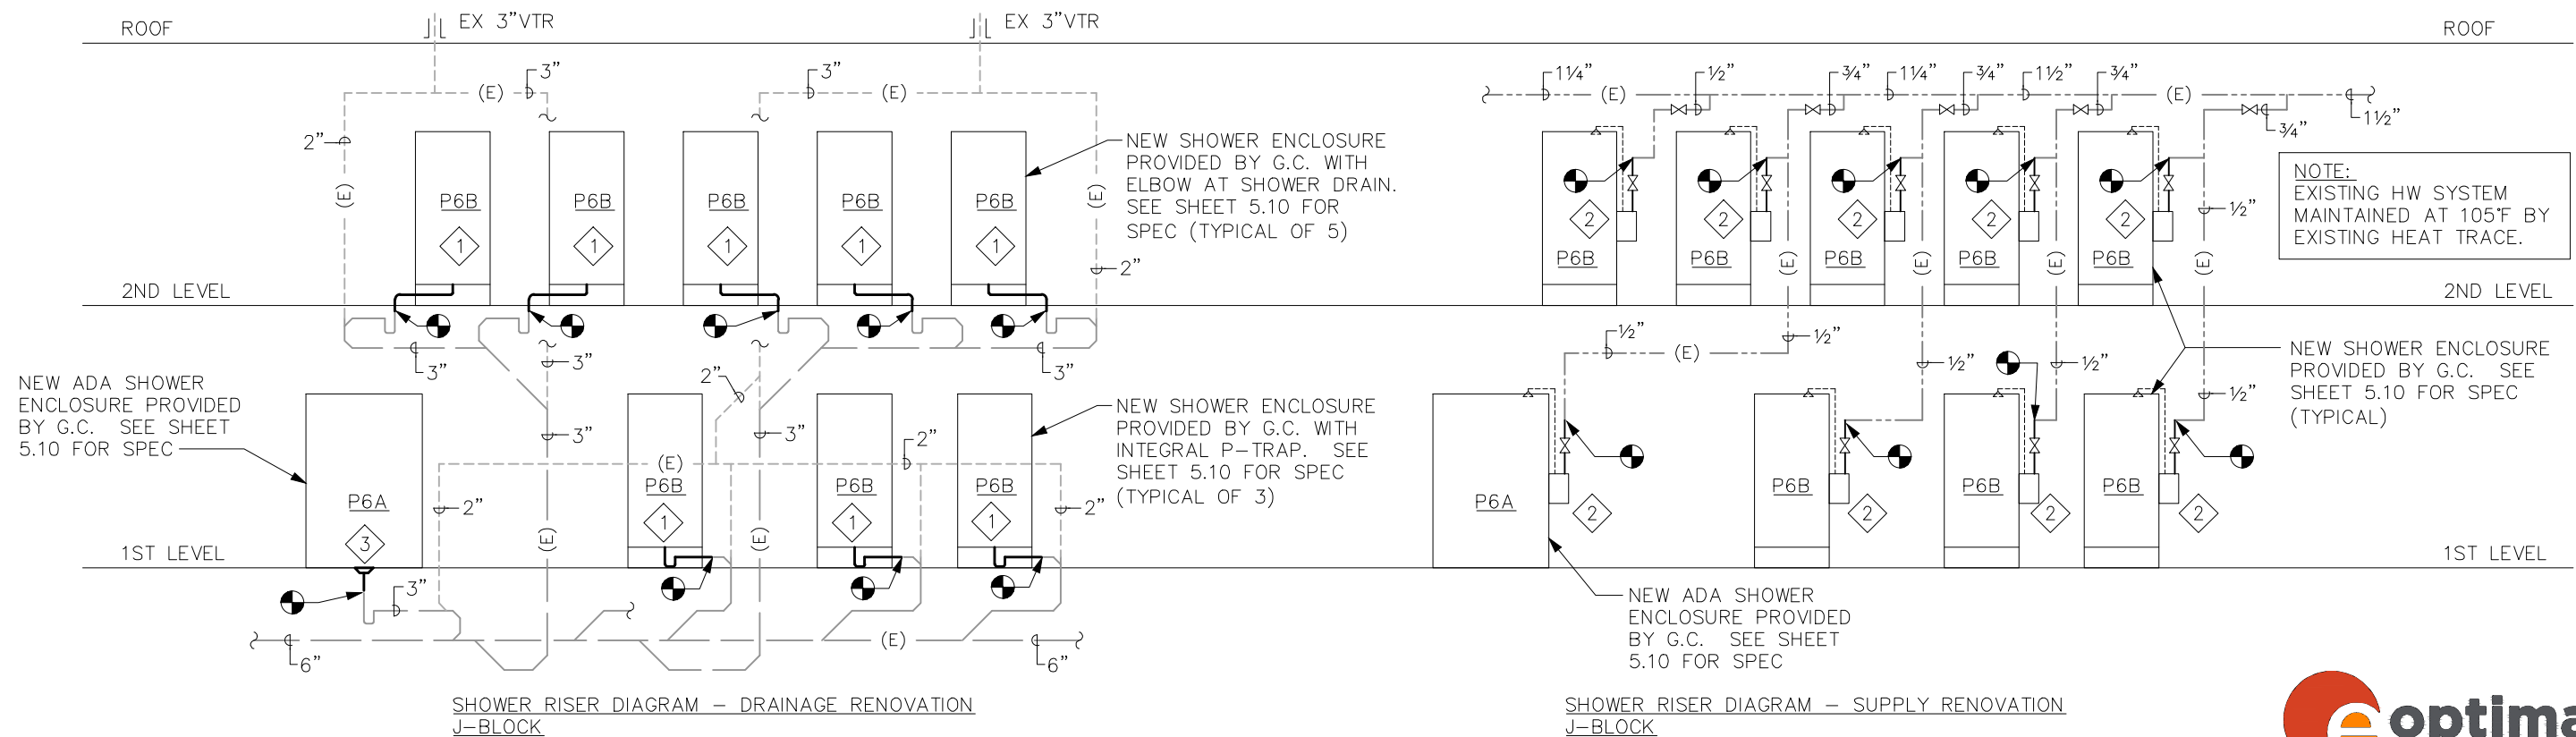 ROOF
EX 3"VTR
EX 3"VTR
ROOF
3"
3"
(E)
(E)
2"
(E)
(E)
2"
P6B
P6B
P6B
P6B
P6B
1
1
1
1
1
NEW SHOWER ENCLOSURE
PROVIDED BY G.C. WITH
ELBOW AT SHOWER DRAIN.
SEE SHEET 5.10 FOR
SPEC (TYPICAL OF 5)
2ND LEVEL
3"
3"
3"
3"
2"
3"
3"
NEW ADA SHOWER
ENCLOSURE PROVIDED
BY G.C. SEE SHEET
5.10 FOR SPEC
NEW SHOWER ENCLOSURE
PROVIDED BY G.C. WITH
INTEGRAL P-TRAP. SEE
SHEET 5.10 FOR SPEC
(TYPICAL OF 3)
(E)
2"
2"
2"
P6A
P6B
P6B
P6B
3
1
1
1
(E)
(E)
1ST LEVEL
3"
(E)
6"
6"
SHOWER RISER DIAGRAM - DRAINAGE RENOVATION
J-BLOCK
1¼"
½"
¾"
1¼"
¾"
1½"
¾"
(E)
(E)
¾"
1½"
2
2
2
2
2
P6B
P6B
P6B
P6B
P6B
(E)
(E)
(E)
(E)
½"
NOTE:
EXISTING HW SYSTEM
MAINTAINED AT 105°F BY
EXISTING HEAT TRACE.
2ND LEVEL
½"
(E)
½"
½"
½"
½"
NEW SHOWER ENCLOSURE
PROVIDED BY G.C. SEE
SHEET 5.10 FOR SPEC
(TYPICAL)
P6A
P6B
P6B
P6B
2
2
2
2
1ST LEVEL
NEW ADA SHOWER
ENCLOSURE PROVIDED
BY G.C. SEE SHEET
5.10 FOR SPEC
SHOWER RISER DIAGRAM - SUPPLY RENOVATION
J-BLOCK